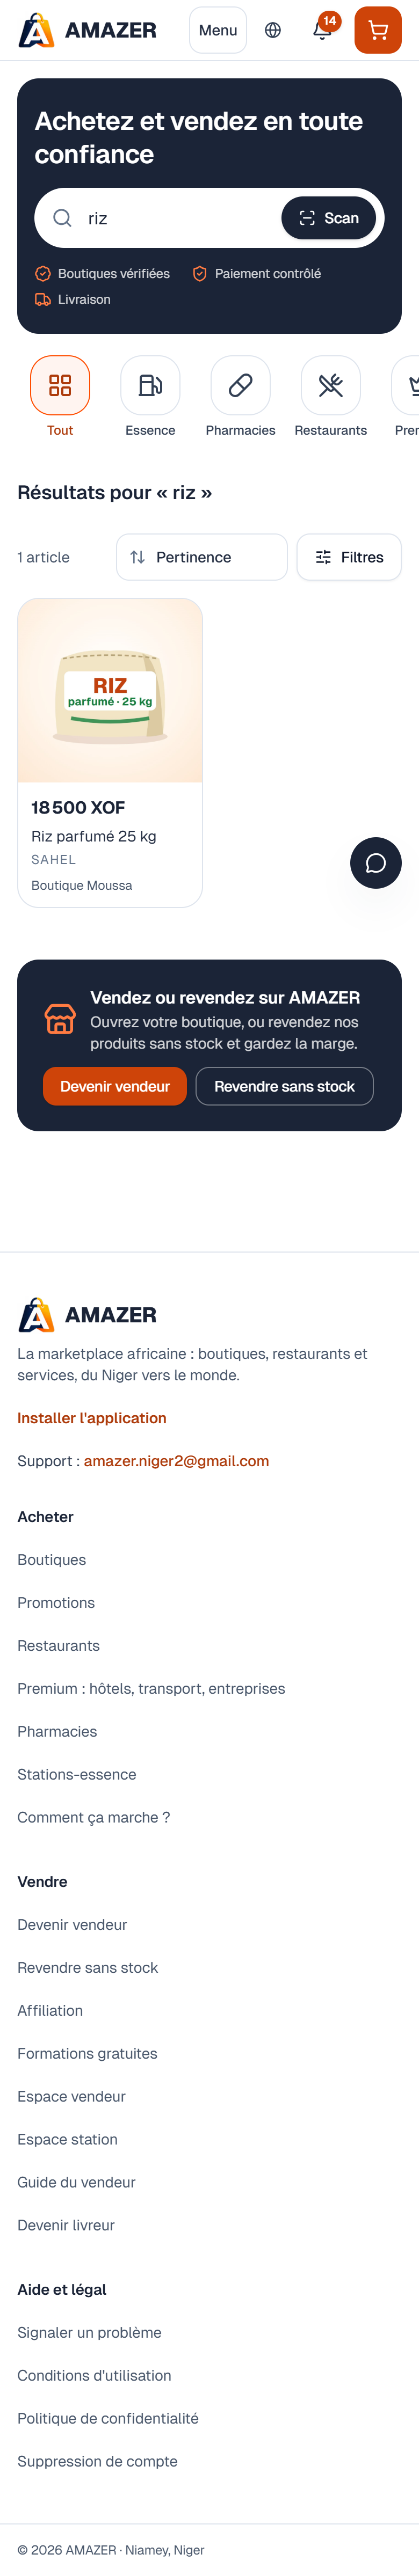 AMAZER
Menu
14
Achetez et vendez en toute
confiance
riz
Scan
Boutiques vérifiées
Paiement contrôlé
Livraison
Tout
Essence
Pharmacies
Restaurants
Résultats pour « riz »
1 article
Pertinence
Filtres
RIZ
parfumé · 25 kg
18 500 XOF
Riz parfumé 25 kg
SAHEL
Boutique Moussa
Vendez ou revendez sur AMAZER
Ouvrez votre boutique, ou revendez nos
produits sans stock et gardez la marge.
Devenir vendeur
Revendre sans stock
AMAZER
La marketplace africaine : boutiques, restaurants et
services, du Niger vers le monde.
Installer l'application
Support : amazer.niger2@gmail.com
Acheter
Boutiques
Promotions
Restaurants
Premium : hôtels, transport, entreprises
Pharmacies
Stations-essence
Comment ça marche ?
Vendre
Devenir vendeur
Revendre sans stock
Affiliation
Formations gratuites
Espace vendeur
Espace station
Guide du vendeur
Devenir livreur
Aide et légal
Signaler un problème
Conditions d'utilisation
Politique de confidentialité
Suppression de compte
© 2026 AMAZER · Niamey, Niger